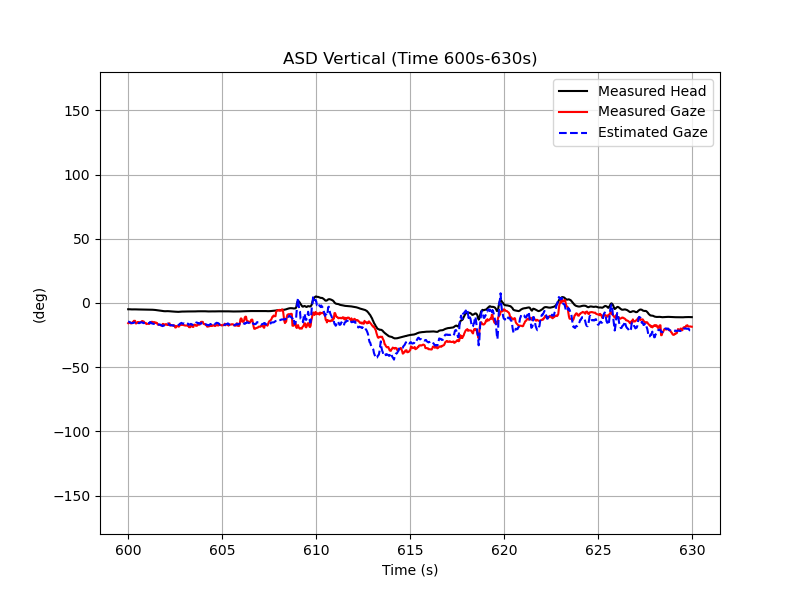 ASD Vertical (Time 600s-630s)
Measured Head
Measured Gaze
Estimated Gaze
150
100
50
0
−50
−100
−150
(deg)
600 605 610 615 620 625 630
Time (s)